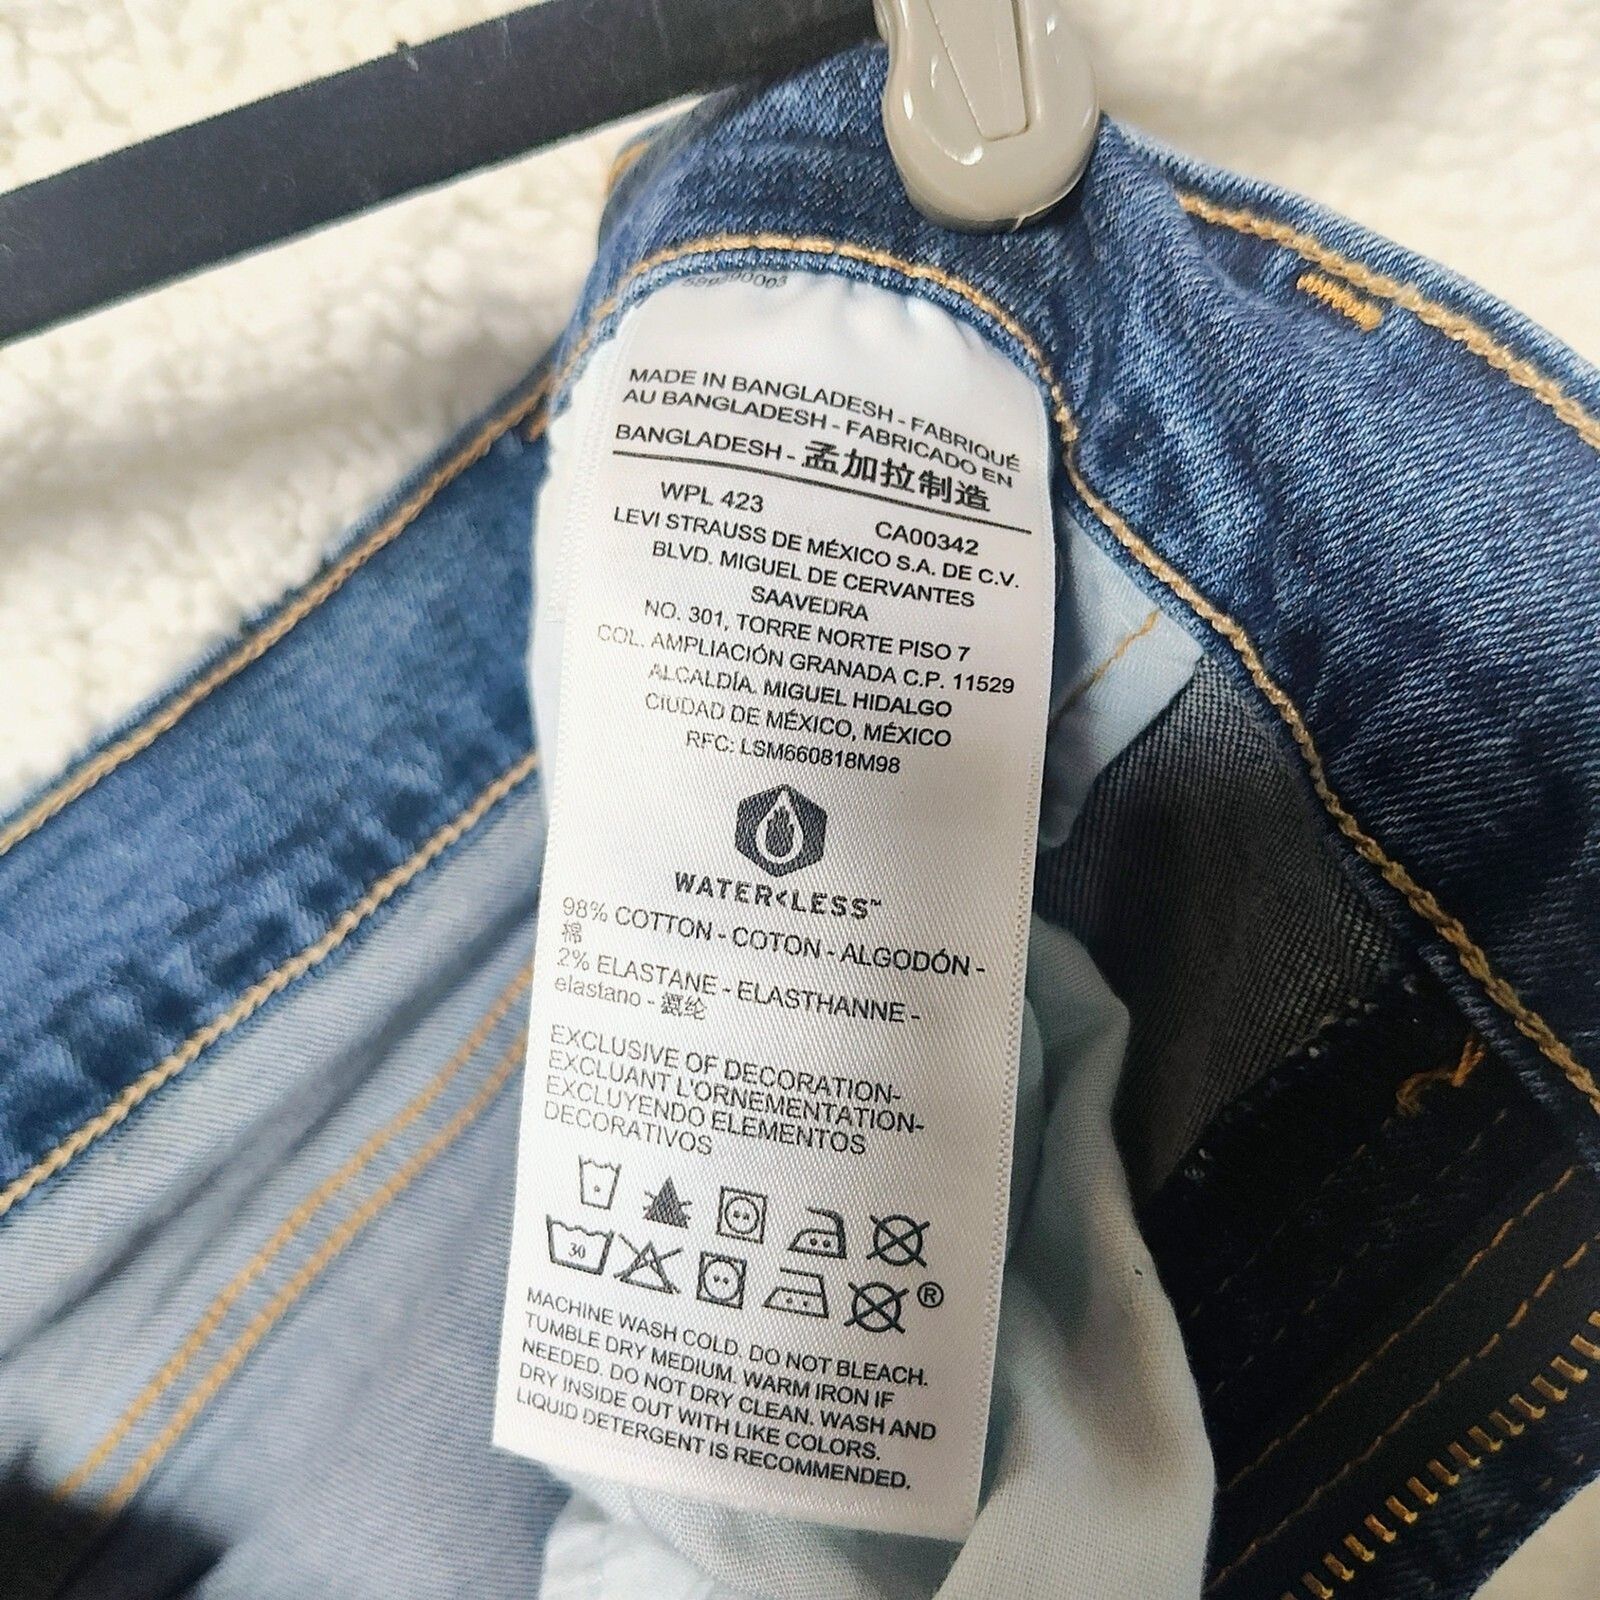 MADE IN BANGLADESH - FABRIQUÉ
AU BANGLADESH - FABRICADO EN
BANGLADESH - 孟加拉制造
WPL 423 CA00342
LEVI STRAUSS DE MÉXICO S.A. DE C.V.
BLVD. MIGUEL DE CERVANTES
SAAVEDRA
NO. 301, TORRE NORTE PISO 7
COL. AMPLIACIÓN GRANADA C.P. 11529
ALCALDÍA. MIGUEL HIDALGO
CIUDAD DE MÉXICO, MÉXICO
RFC: LSM660818M98
WATER<LESS™
98% COTTON - COTON - ALGODÓN -
棉
2% ELASTANE - ELASTHANNE -
elastano - 氨纶
EXCLUSIVE OF DECORATION-
EXCLUANT L'ORNEMENTATION-
EXCLUYENDO ELEMENTOS
DECORATIVOS
30
®
MACHINE WASH COLD. DO NOT BLEACH.
TUMBLE DRY MEDIUM. WARM IRON IF
NEEDED. DO NOT DRY CLEAN. WASH AND
DRY INSIDE OUT WITH LIKE COLORS.
LIQUID DETERGENT IS RECOMMENDED.